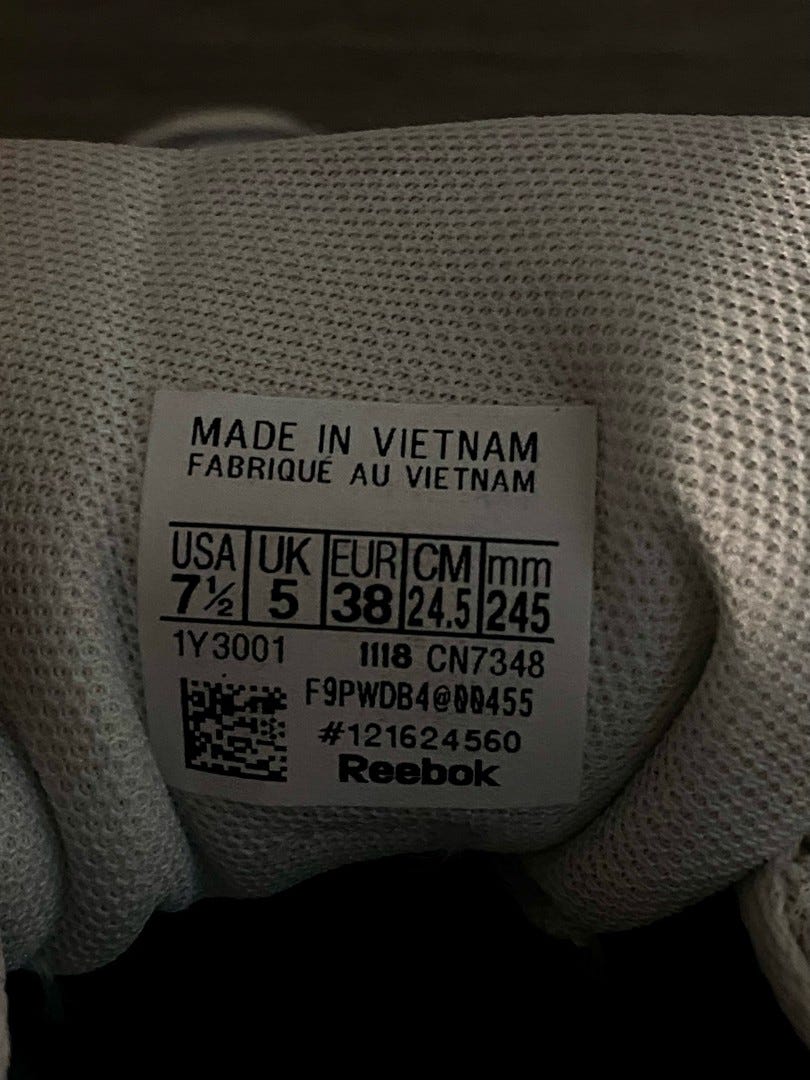 MADE IN VIETNAM
FABRIQUÉ AU VIETNAM
USA UK EUR CM mm
7½ 5 38 24.5 245
1Y3001 1118 CN7348
F9PWDB4@00455
#121624560
Reebok